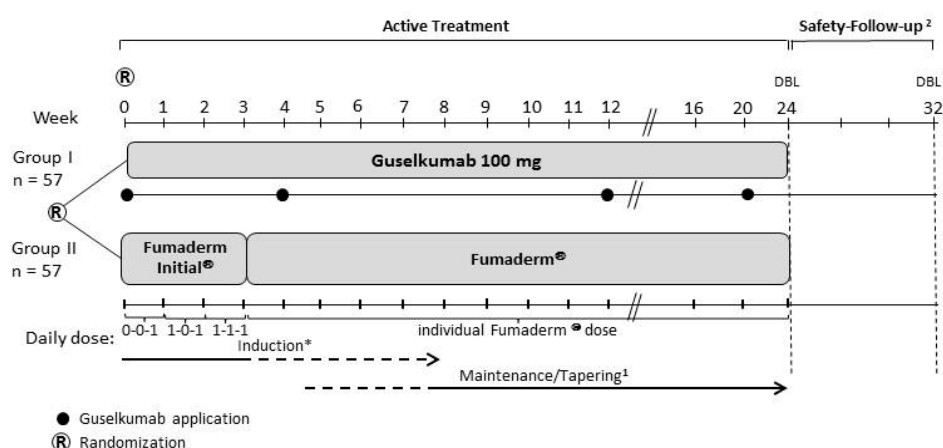 Active Treatment Safety-Follow-up ²
Ⓡ DBL DBL
Week 0 1 2 3 4 5 6 7 8 9 10 11 12 // 16 20 24 32
Group I
n = 57
Guselkumab 100 mg
Ⓡ
Group II
n = 57
Fumaderm
Initial®
Fumaderm®
Daily dose: 0-0-1 1-0-1 1-1-1 individual Fumaderm ® dose
Induction*
Maintenance/Tapering¹
● Guselkumab application
Ⓡ Randomization